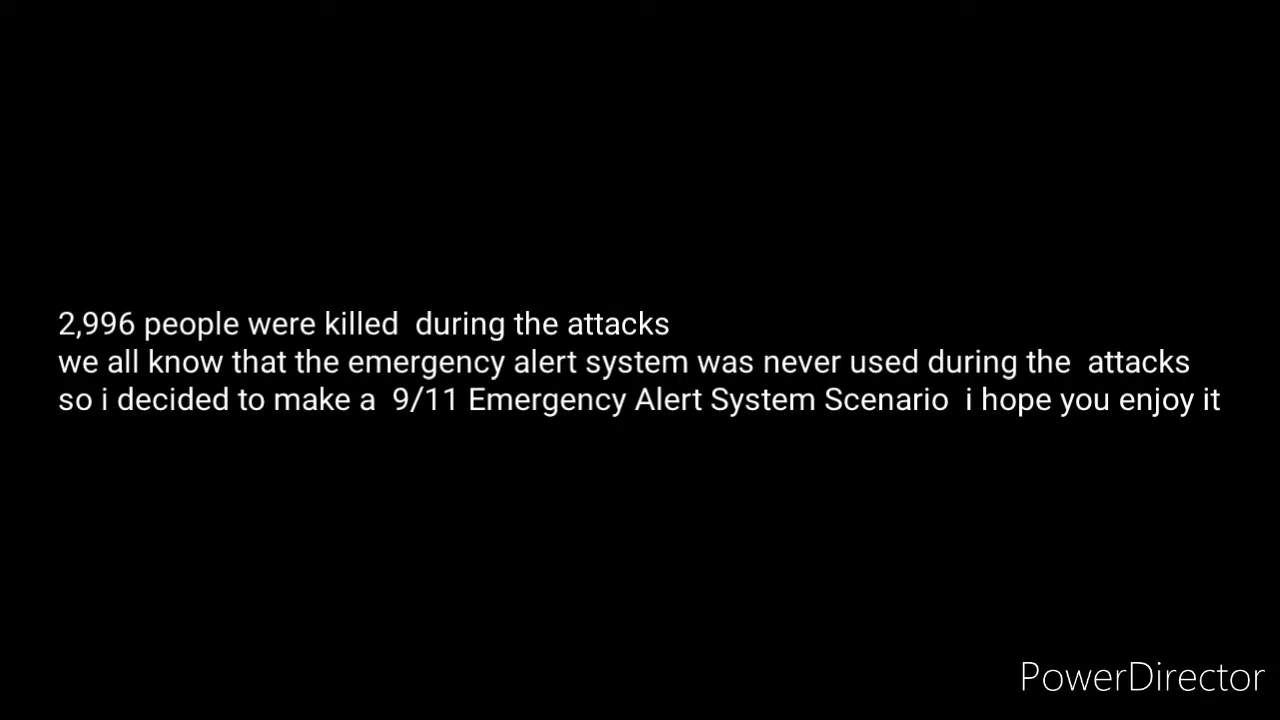 2,996 people were killed  during the attacks
we all know that the emergency alert system was never used during the  attacks
so i decided to make a  9/11 Emergency Alert System Scenario  i hope you enjoy it
PowerDirector